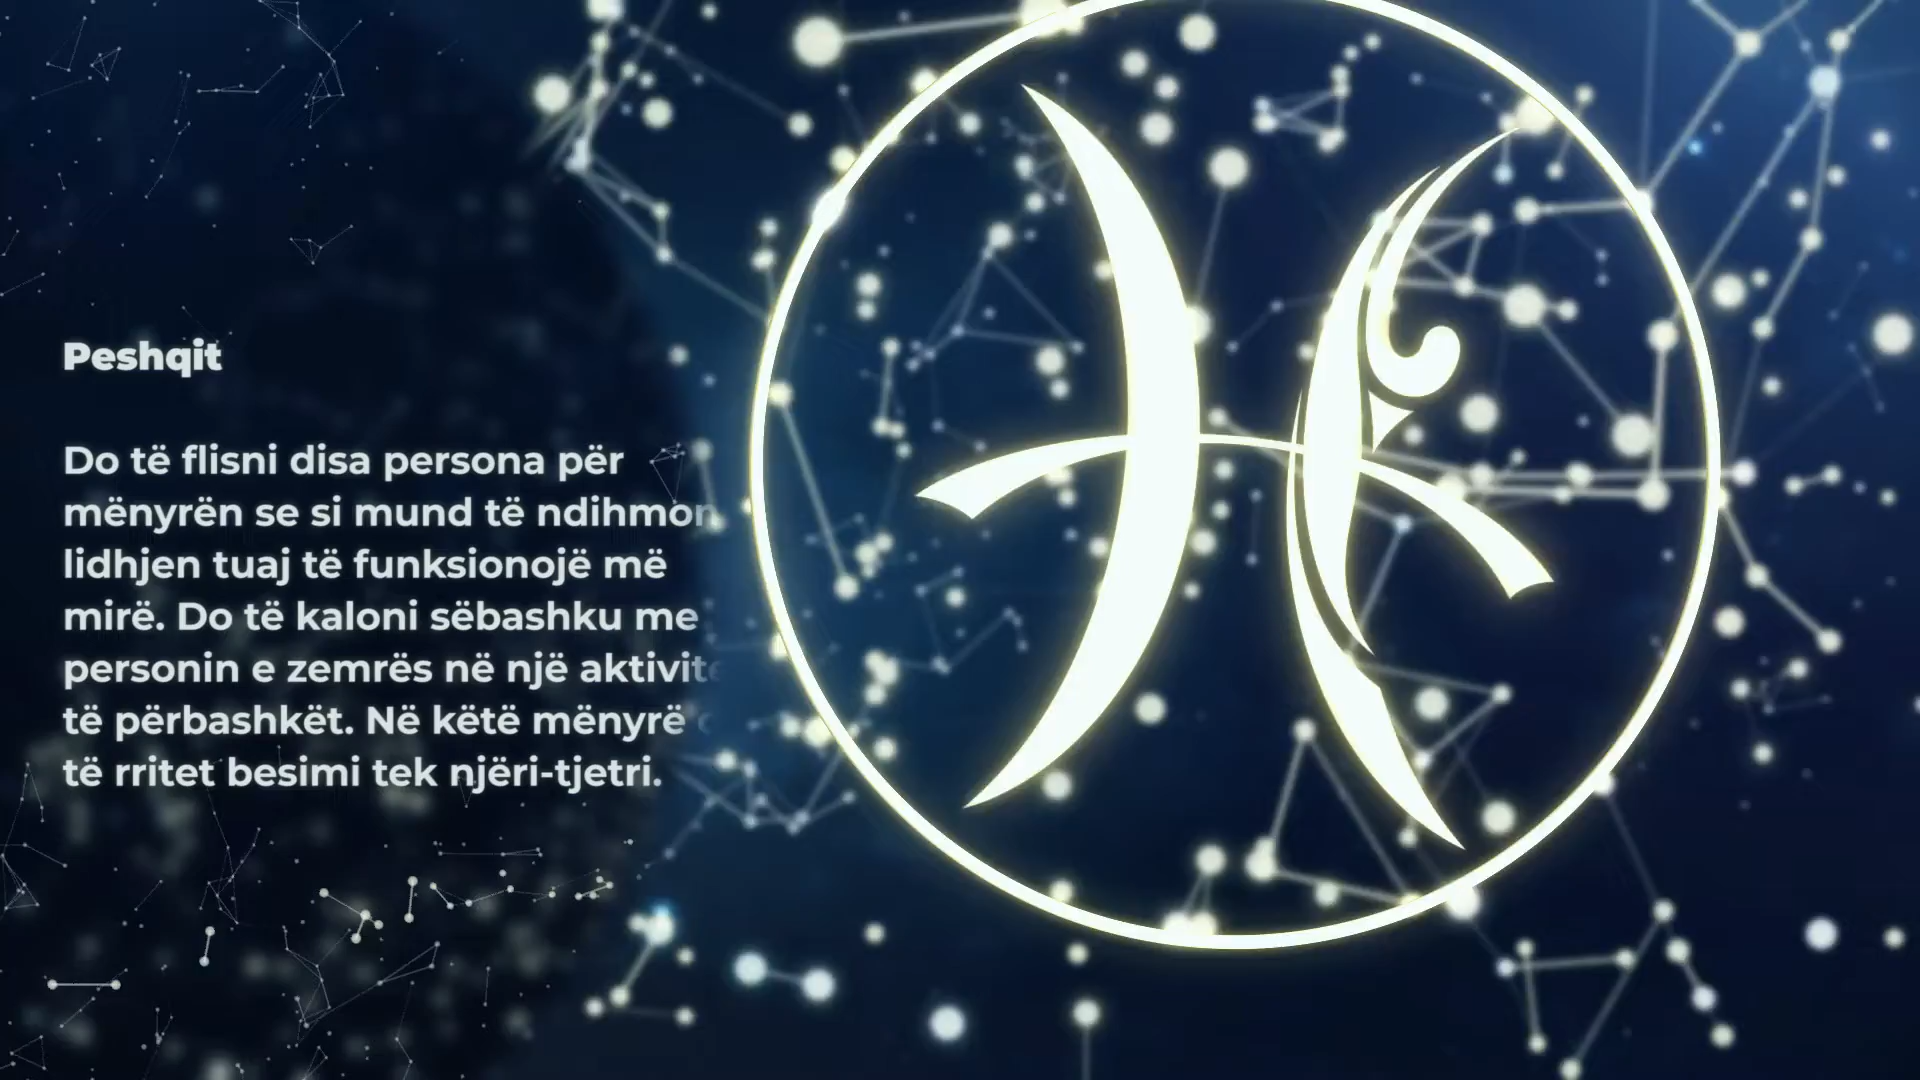 Peshqit
Do të flisni disa persona për
mënyrën se si mund të ndihmon
lidhjen tuaj të funksionojë më
mirë. Do të kaloni sëbashku me
personin e zemrës në një
të përbashkët. Në këtë mënyrë
të rritet besimi tek njëri-tjetri.